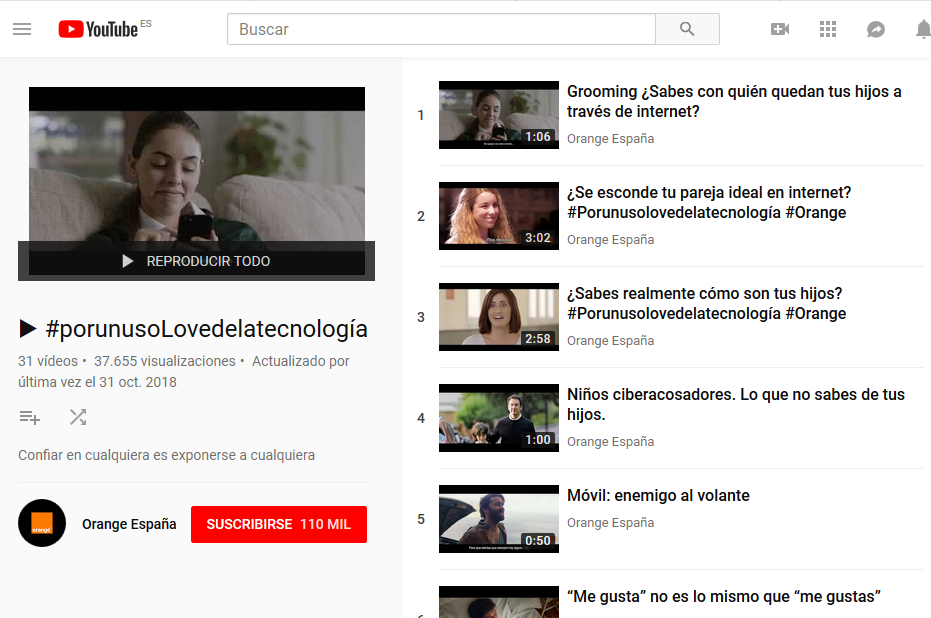 YouTube ES
Buscar
REPRODUCIR TODO
#porunusoLovedelatecnología
31 vídeos • 37.655 visualizaciones • Actualizado por
última vez el 31 oct. 2018
Confiar en cualquiera es exponerse a cualquiera
orange
Orange España
SUSCRIBIRSE 110 MIL
1
1:06
Grooming ¿Sabes con quién quedan tus hijos a
través de internet?
Orange España
2
3:02
¿Se esconde tu pareja ideal en internet?
#Porunusolovedelatecnología #Orange
Orange España
3
2:58
¿Sabes realmente cómo son tus hijos?
#Porunusolovedelatecnología #Orange
Orange España
4
1:00
Niños ciberacosadores. Lo que no sabes de tus
hijos.
Orange España
5
0:50
Móvil: enemigo al volante
Orange España
“Me gusta” no es lo mismo que “me gustas”